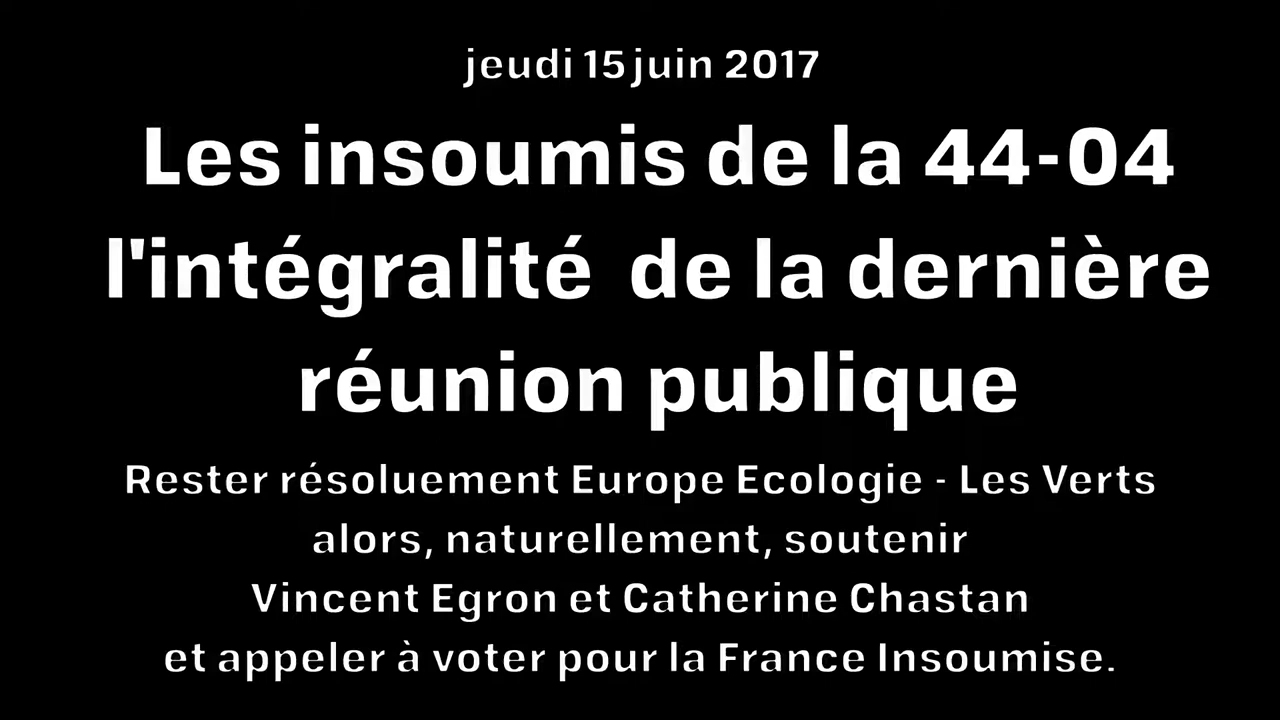 jeudi 15 juin 2017
Les insoumis de la 44-04
l'intégralité de la dernière
réunion publique
Rester résoluement Europe Ecologie - Les Verts
alors, naturellement, soutenir
Vincent Egron et Catherine Chastan
et appeler à voter pour la France Insoumise.